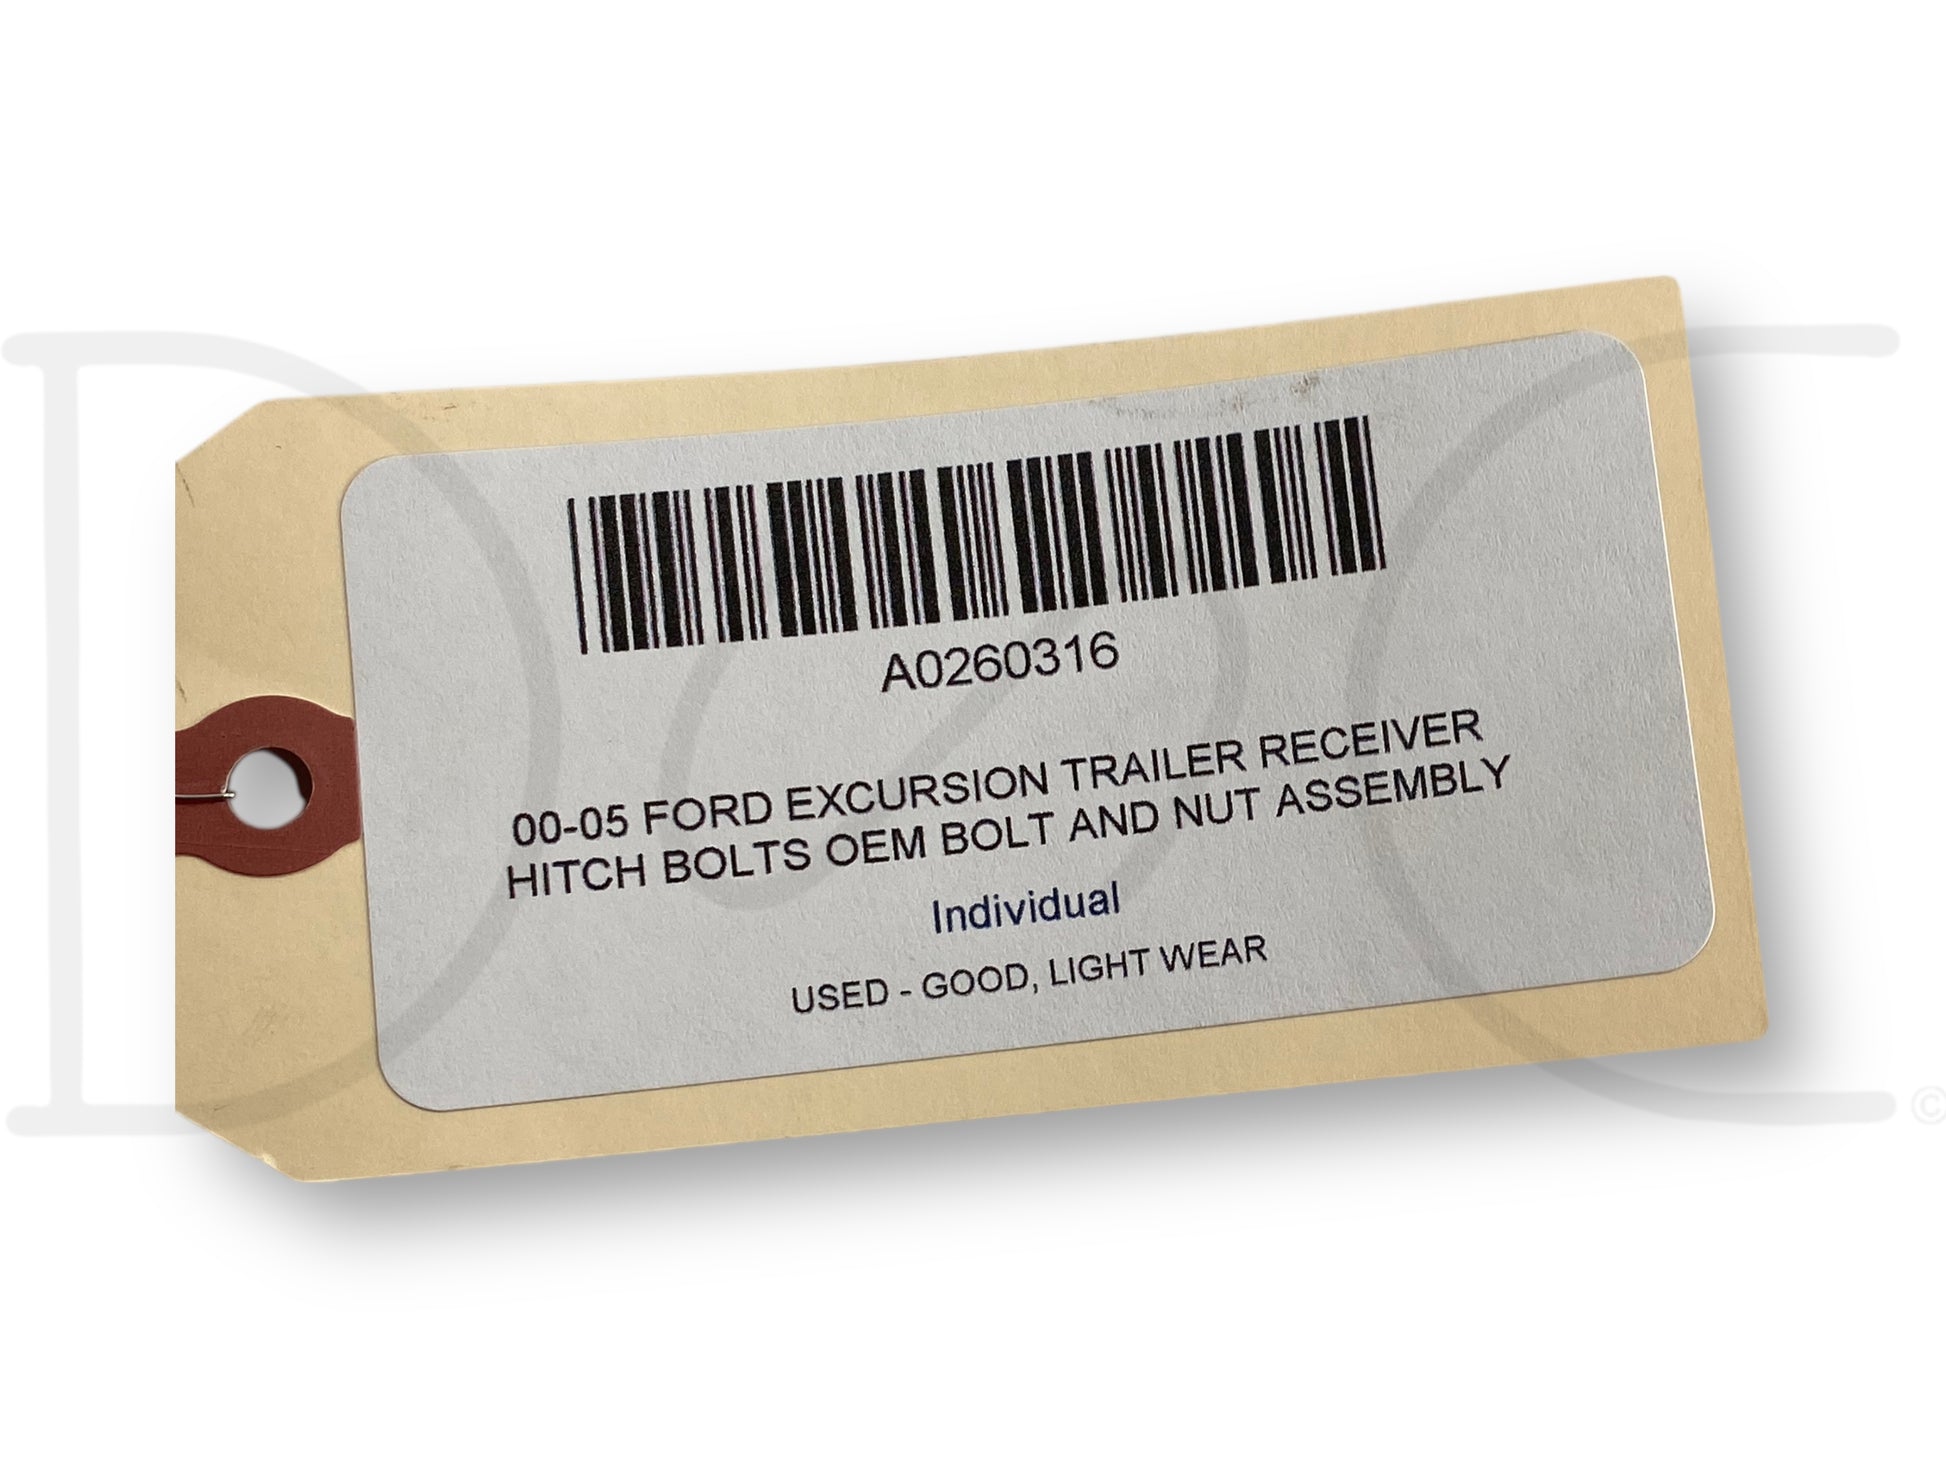 A0260316
00-05 FORD EXCURSION TRAILER RECEIVER
HITCH BOLTS OEM BOLT AND NUT ASSEMBLY
Individual
USED - GOOD, LIGHT WEAR
D C
©